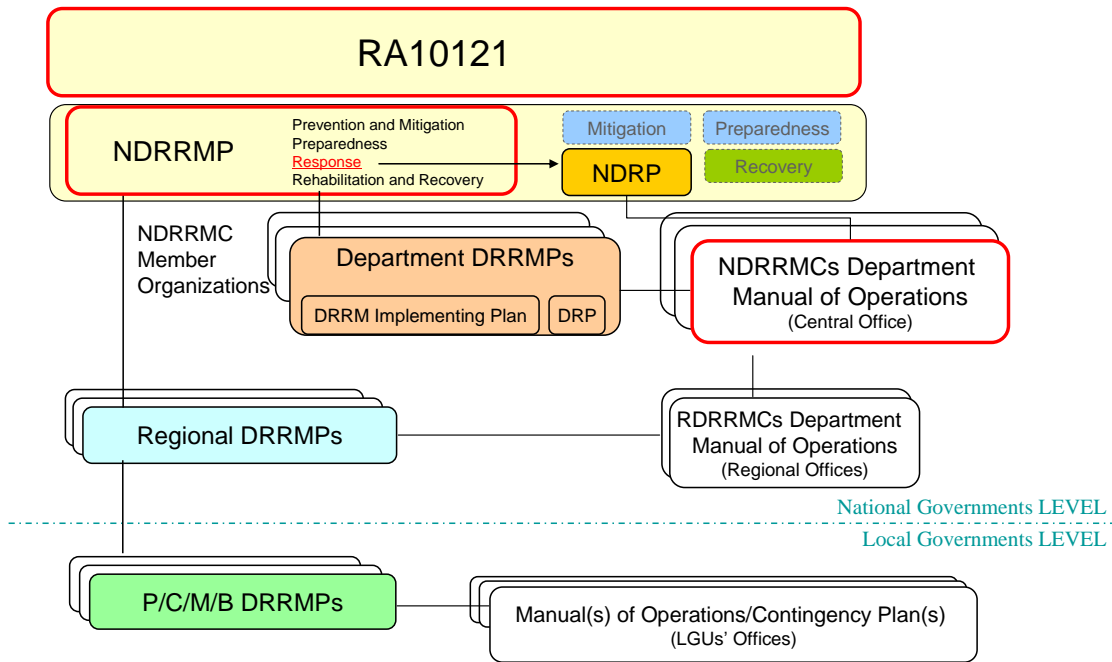 RA10121
NDRRMP
Prevention and Mitigation
Preparedness
Response
Rehabilitation and Recovery
Mitigation
Preparedness
NDRP
Recovery
NDRRMC
Member
Organizations
Department DRRMPs
DRRM Implementing Plan
DRP
NDRRMCs Department
Manual of Operations
(Central Office)
Regional DRRMPs
RDRRMCs Department
Manual of Operations
(Regional Offices)
National Governments LEVEL
Local Governments LEVEL
P/C/M/B DRRMPs
Manual(s) of Operations/Contingency Plan(s)
(LGUs' Offices)